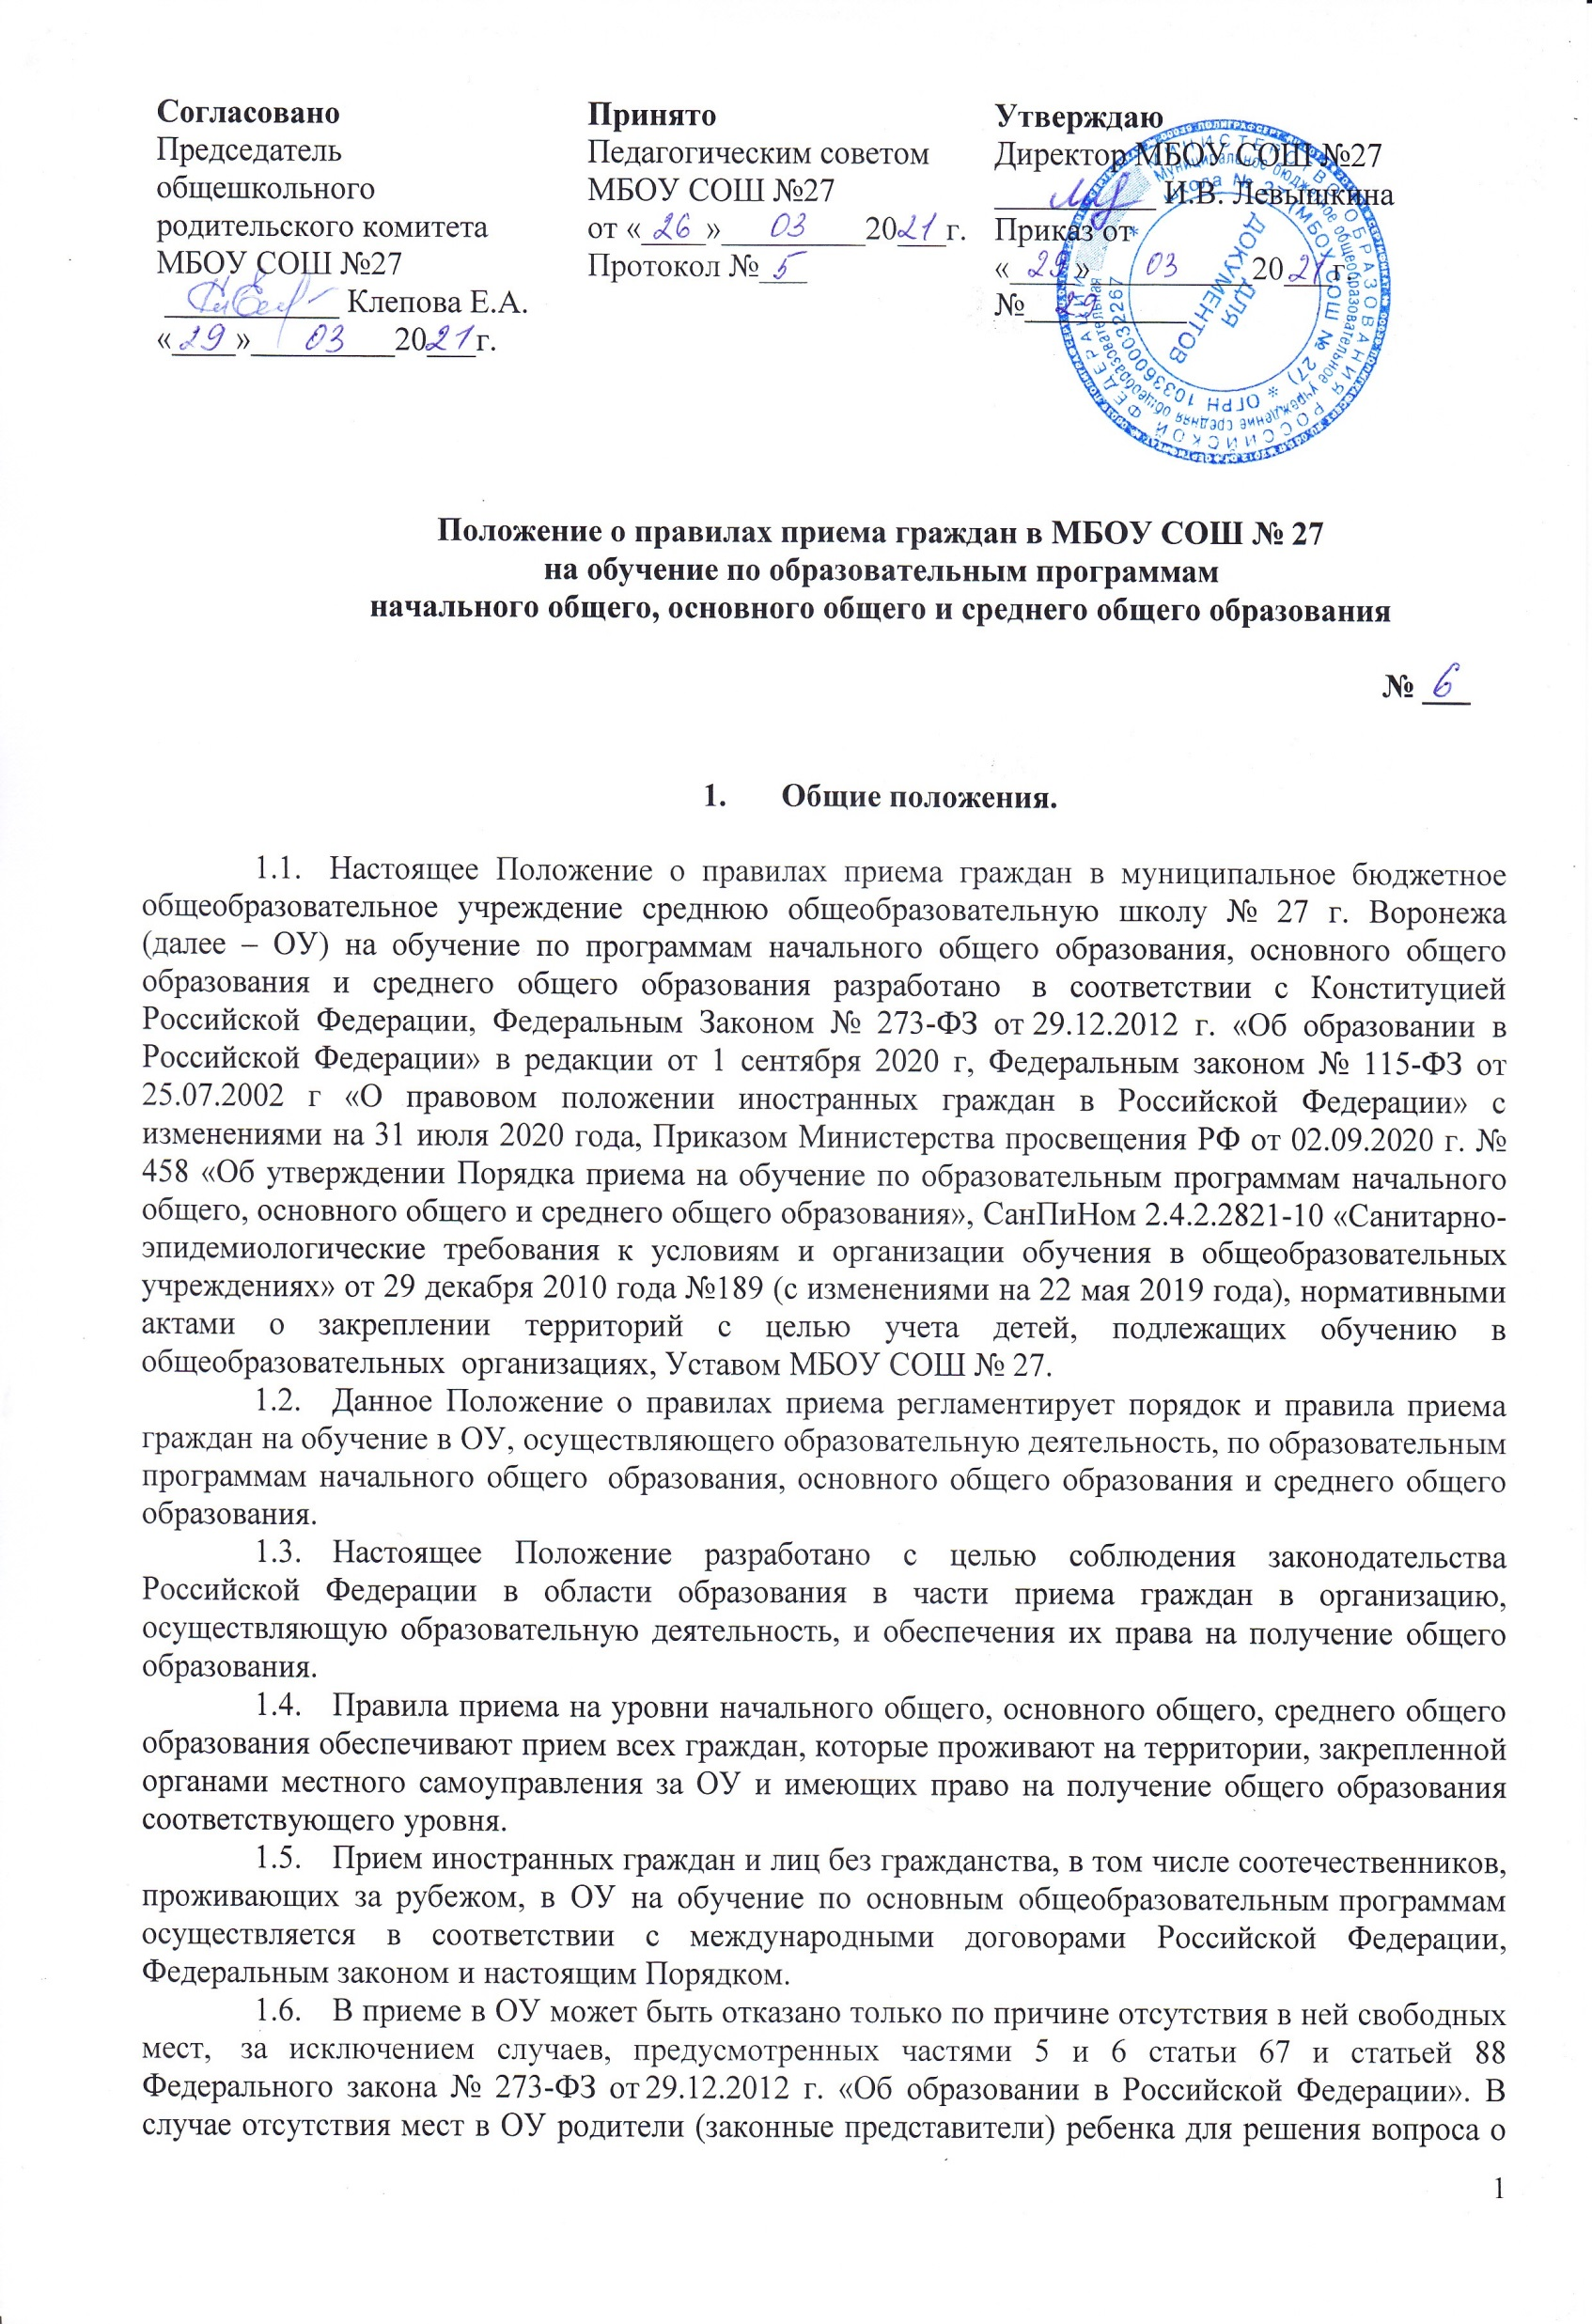 Согласовано
Председатель
общешкольного
родительского комитета
МБОУ СОШ №27
___________ Клепова Е.А.
«29» 03 2021г.
Принято
Педагогическим советом
МБОУ СОШ №27
от «26» 03 2021г.
Протокол № 5
Утверждаю
Директор МБОУ СОШ №27
__________ И.В. Левышкина
Приказ от
«29» 03 2021г
№ 29
ДЛЯ
ДОКУМЕНТОВ
ОГРН 1033600032267
Положение о правилах приема граждан в МБОУ СОШ № 27
на обучение по образовательным программам
начального общего, основного общего и среднего общего образования
№ 6
1. Общие положения.
1.1. Настоящее Положение о правилах приема граждан в муниципальное бюджетное
общеобразовательное учреждение среднюю общеобразовательную школу № 27 г. Воронежа
(далее – ОУ) на обучение по программам начального общего образования, основного общего
образования и среднего общего образования разработано в соответствии с Конституцией
Российской Федерации, Федеральным Законом № 273-ФЗ от 29.12.2012 г. «Об образовании в
Российской Федерации» в редакции от 1 сентября 2020 г, Федеральным законом № 115-ФЗ от
25.07.2002 г «О правовом положении иностранных граждан в Российской Федерации» с
изменениями на 31 июля 2020 года, Приказом Министерства просвещения РФ от 02.09.2020 г. №
458 «Об утверждении Порядка приема на обучение по образовательным программам начального
общего, основного общего и среднего общего образования», СанПиНом 2.4.2.2821-10 «Санитарно-
эпидемиологические требования к условиям и организации обучения в общеобразовательных
учреждениях» от 29 декабря 2010 года №189 (с изменениями на 22 мая 2019 года), нормативными
актами о закреплении территорий с целью учета детей, подлежащих обучению в
общеобразовательных организациях, Уставом МБОУ СОШ № 27.
1.2. Данное Положение о правилах приема регламентирует порядок и правила приема
граждан на обучение в ОУ, осуществляющего образовательную деятельность, по образовательным
программам начального общего образования, основного общего образования и среднего общего
образования.
1.3. Настоящее Положение разработано с целью соблюдения законодательства
Российской Федерации в области образования в части приема граждан в организацию,
осуществляющую образовательную деятельность, и обеспечения их права на получение общего
образования.
1.4. Правила приема на уровни начального общего, основного общего, среднего общего
образования обеспечивают прием всех граждан, которые проживают на территории, закрепленной
органами местного самоуправления за ОУ и имеющих право на получение общего образования
соответствующего уровня.
1.5. Прием иностранных граждан и лиц без гражданства, в том числе соотечественников,
проживающих за рубежом, в ОУ на обучение по основным общеобразовательным программам
осуществляется в соответствии с международными договорами Российской Федерации,
Федеральным законом и настоящим Порядком.
1.6. В приеме в ОУ может быть отказано только по причине отсутствия в ней свободных
мест, за исключением случаев, предусмотренных частями 5 и 6 статьи 67 и статьей 88
Федерального закона № 273-ФЗ от 29.12.2012 г. «Об образовании в Российской Федерации». В
случае отсутствия мест в ОУ родители (законные представители) ребенка для решения вопроса о
1